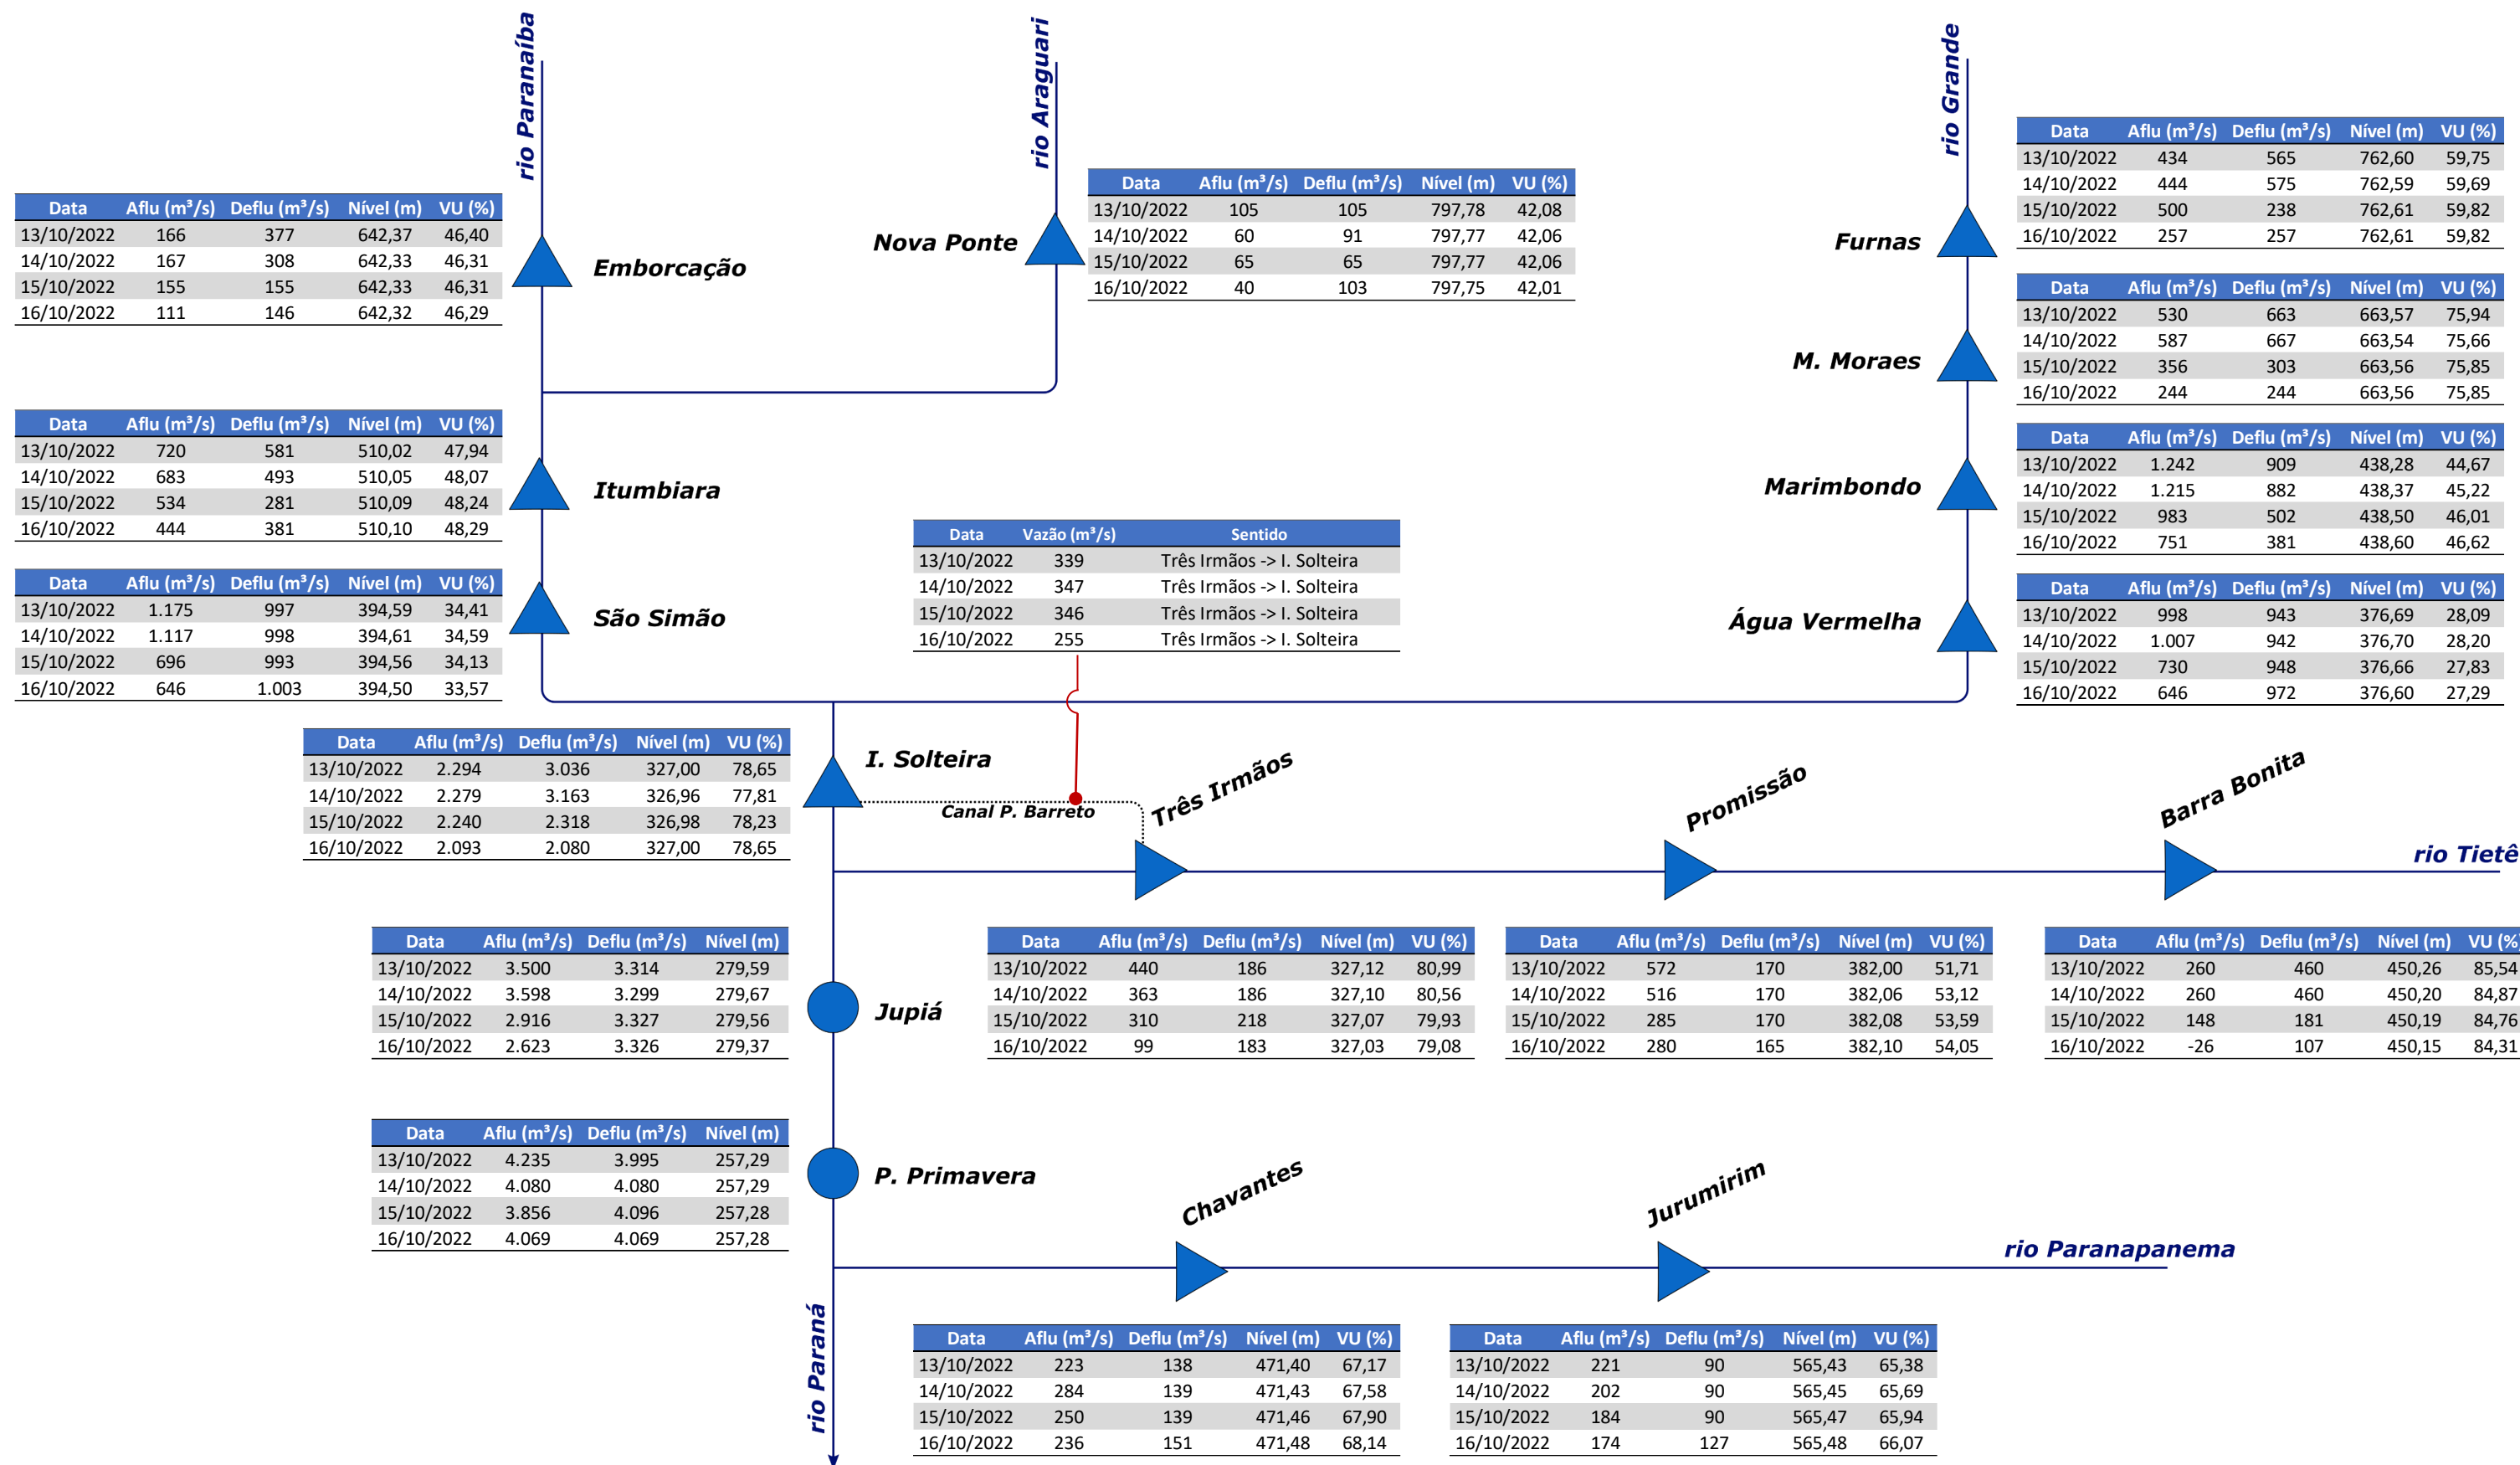 rio Paranaíba
rio Araguari
rio Grande
Data Aflu (m³/s) Deflu (m³/s) Nível (m) VU (%)
13/10/2022 434 565 762,60 59,75
14/10/2022 444 575 762,59 59,69
15/10/2022 500 238 762,61 59,82
16/10/2022 257 257 762,61 59,82
Furnas
Data Aflu (m³/s) Deflu (m³/s) Nível (m) VU (%)
13/10/2022 105 105 797,78 42,08
14/10/2022 60 91 797,77 42,06
15/10/2022 65 65 797,77 42,06
16/10/2022 40 103 797,75 42,01
Nova Ponte
Data Aflu (m³/s) Deflu (m³/s) Nível (m) VU (%)
13/10/2022 166 377 642,37 46,40
14/10/2022 167 308 642,33 46,31
15/10/2022 155 155 642,33 46,31
16/10/2022 111 146 642,32 46,29
Emborcação
Data Aflu (m³/s) Deflu (m³/s) Nível (m) VU (%)
13/10/2022 530 663 663,57 75,94
14/10/2022 587 667 663,54 75,66
15/10/2022 356 303 663,56 75,85
16/10/2022 244 244 663,56 75,85
M. Moraes
Data Aflu (m³/s) Deflu (m³/s) Nível (m) VU (%)
13/10/2022 720 581 510,02 47,94
14/10/2022 683 493 510,05 48,07
15/10/2022 534 281 510,09 48,24
16/10/2022 444 381 510,10 48,29
Itumbiara
Data Aflu (m³/s) Deflu (m³/s) Nível (m) VU (%)
13/10/2022 1.242 909 438,28 44,67
14/10/2022 1.215 882 438,37 45,22
15/10/2022 983 502 438,50 46,01
16/10/2022 751 381 438,60 46,62
Marimbondo
Data Vazão (m³/s) Sentido
13/10/2022 339 Três Irmãos -> I. Solteira
14/10/2022 347 Três Irmãos -> I. Solteira
15/10/2022 346 Três Irmãos -> I. Solteira
16/10/2022 255 Três Irmãos -> I. Solteira
Data Aflu (m³/s) Deflu (m³/s) Nível (m) VU (%)
13/10/2022 1.175 997 394,59 34,41
14/10/2022 1.117 998 394,61 34,59
15/10/2022 696 993 394,56 34,13
16/10/2022 646 1.003 394,50 33,57
São Simão
Data Aflu (m³/s) Deflu (m³/s) Nível (m) VU (%)
13/10/2022 998 943 376,69 28,09
14/10/2022 1.007 942 376,70 28,20
15/10/2022 730 948 376,66 27,83
16/10/2022 646 972 376,60 27,29
Água Vermelha
Data Aflu (m³/s) Deflu (m³/s) Nível (m) VU (%)
13/10/2022 2.294 3.036 327,00 78,65
14/10/2022 2.279 3.163 326,96 77,81
15/10/2022 2.240 2.318 326,98 78,23
16/10/2022 2.093 2.080 327,00 78,65
I. Solteira
Canal P. Barreto
Três Irmãos
Promissão
Barra Bonita
rio Tietê
Data Aflu (m³/s) Deflu (m³/s) Nível (m)
13/10/2022 3.500 3.314 279,59
14/10/2022 3.598 3.299 279,67
15/10/2022 2.916 3.327 279,56
16/10/2022 2.623 3.326 279,37
Jupiá
Data Aflu (m³/s) Deflu (m³/s) Nível (m) VU (%)
13/10/2022 440 186 327,12 80,99
14/10/2022 363 186 327,10 80,56
15/10/2022 310 218 327,07 79,93
16/10/2022 99 183 327,03 79,08
Data Aflu (m³/s) Deflu (m³/s) Nível (m) VU (%)
13/10/2022 572 170 382,00 51,71
14/10/2022 516 170 382,06 53,12
15/10/2022 285 170 382,08 53,59
16/10/2022 280 165 382,10 54,05
Data Aflu (m³/s) Deflu (m³/s) Nível (m) VU (%
13/10/2022 260 460 450,26 85,54
14/10/2022 260 460 450,20 84,87
15/10/2022 148 181 450,19 84,76
16/10/2022 -26 107 450,15 84,31
Data Aflu (m³/s) Deflu (m³/s) Nível (m)
13/10/2022 4.235 3.995 257,29
14/10/2022 4.080 4.080 257,29
15/10/2022 3.856 4.096 257,28
16/10/2022 4.069 4.069 257,28
P. Primavera
Chavantes
Jurumirim
rio Paranapanema
rio Paraná
Data Aflu (m³/s) Deflu (m³/s) Nível (m) VU (%)
13/10/2022 223 138 471,40 67,17
14/10/2022 284 139 471,43 67,58
15/10/2022 250 139 471,46 67,90
16/10/2022 236 151 471,48 68,14
Data Aflu (m³/s) Deflu (m³/s) Nível (m) VU (%)
13/10/2022 221 90 565,43 65,38
14/10/2022 202 90 565,45 65,69
15/10/2022 184 90 565,47 65,94
16/10/2022 174 127 565,48 66,07